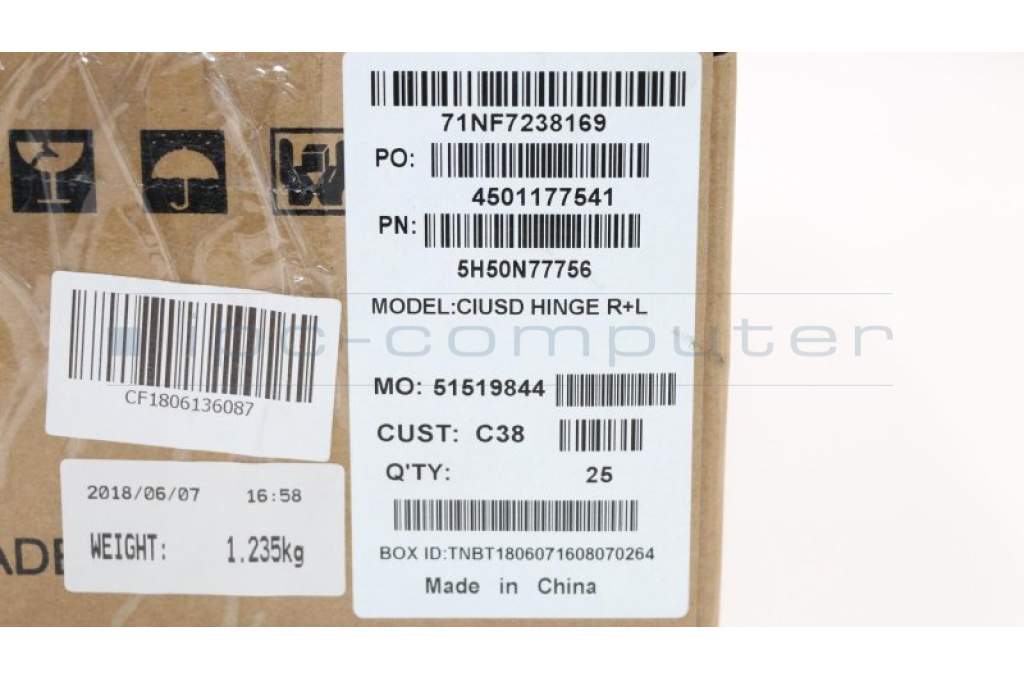 71NF7238169
PO:
4501177541
PN:
5H50N77756
MODEL:CIUSD HINGE R+L
ipc-computer
MO: 51519844
CUST: C38
Q'TY: 25
BOX ID:TNBT1806071608070264
Made in China
CF1806136087
2018/06/07 16:58
WEIGHT: 1.235kg
ADE